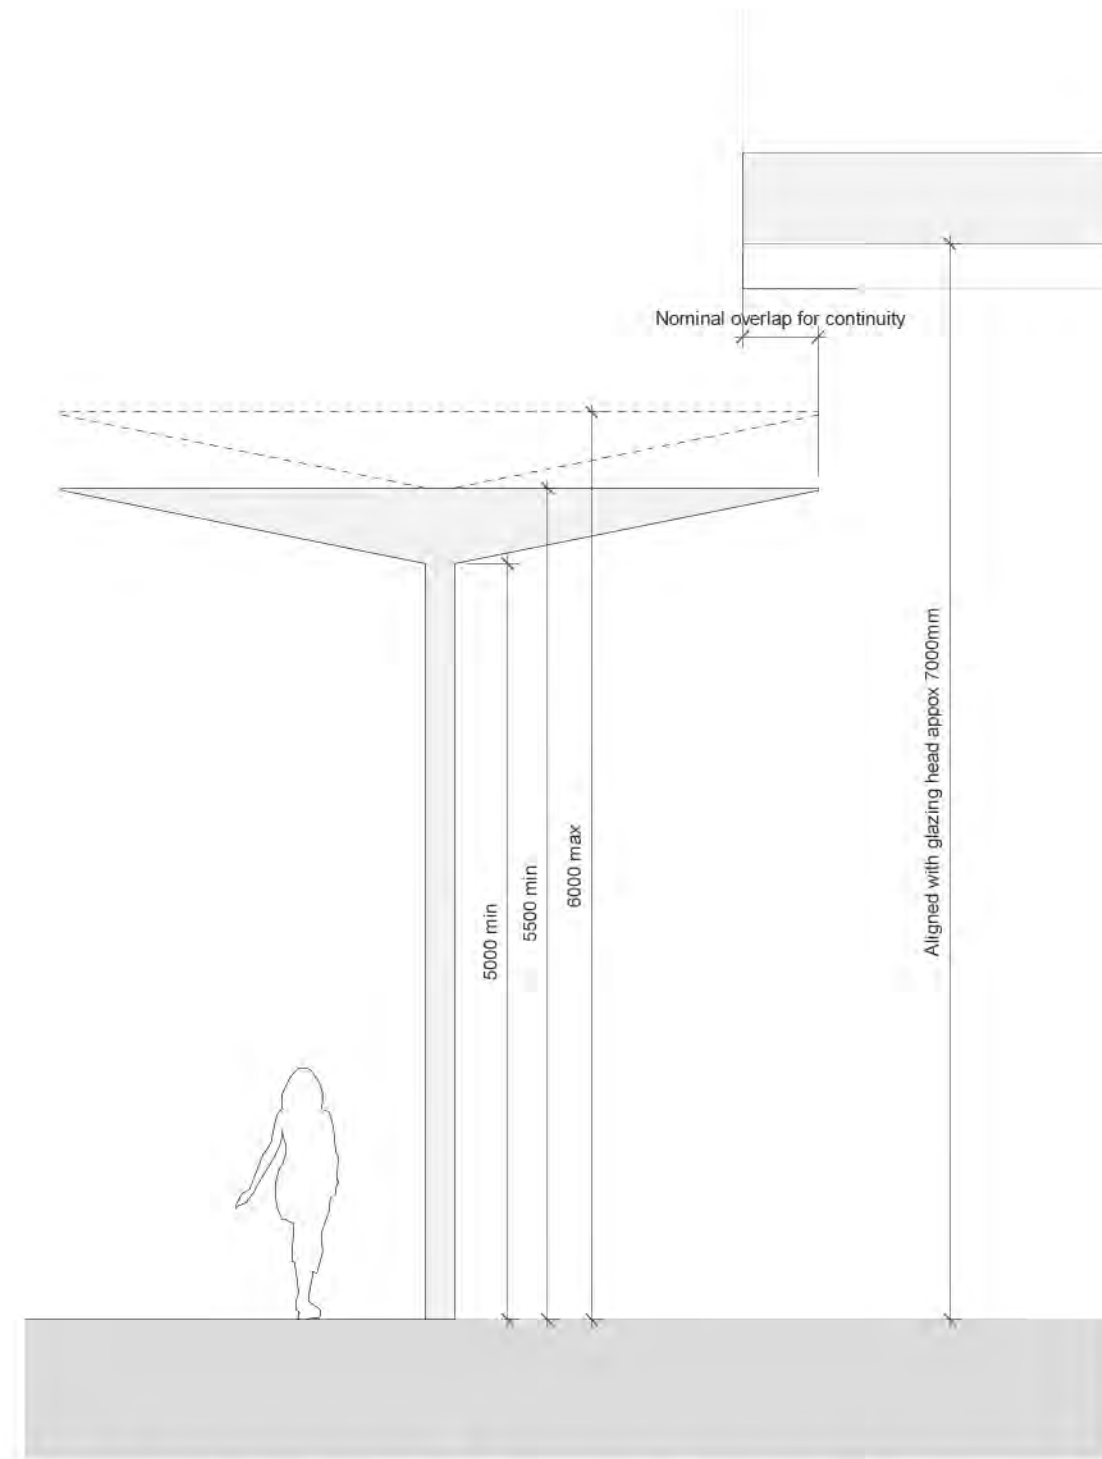 Nominal overlap for continuity
5000 min
5500 min
6000 max
Aligned with glazing head appox 7000mm